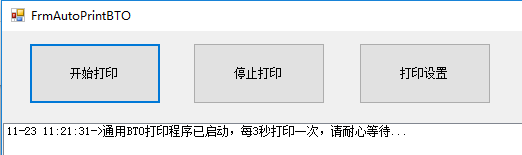 FrmAutoPrintBTO
开始打印 停止打印 打印设置
11-23 11:21:31->通用BTO打印程序已启动，每3秒打印一次，请耐心等待...